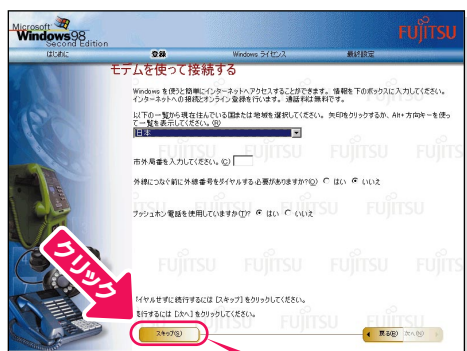 Microsoft
Windows98
Second Edition
FUJITSU
はじめに 登録 Windows ライセンス 最終設定
モデムを使って接続する
Windows を使うと簡単にインターネットへアクセスすることができます。 情報を下のボックスに入力してください。
インターネットへの接続とオンライン登録を行います。 通話料は無料です。
以下の一覧から現在住んでいる国または地域を選択してください。 矢印をクリックするか、Alt+方向キーを使っ
て一覧を表示してください。(R)
日本
市外局番を入力してください。(C)
外線につなぐ前に外線番号をダイヤルする必要がありますか?(O) はい いいえ
プッシュホン電話を使用していますか(T)? はい いいえ
クリック
イヤルせずに続行するには [スキップ] をクリックしてください。
行するには [次へ] をクリックしてください。
スキップ(S) 戻る(B) 次へ(N)